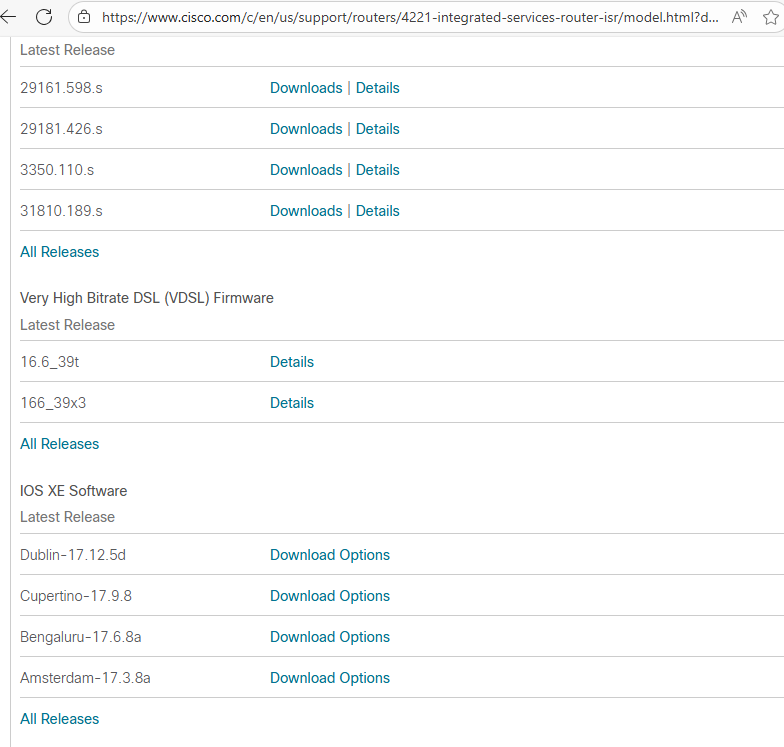 https://www.cisco.com/c/en/us/support/routers/4221-integrated-services-router-isr/model.html?d...
Latest Release
29161.598.s Downloads | Details
29181.426.s Downloads | Details
3350.110.s Downloads | Details
31810.189.s Downloads | Details
All Releases
Very High Bitrate DSL (VDSL) Firmware
Latest Release
16.6_39t Details
166_39x3 Details
All Releases
IOS XE Software
Latest Release
Dublin-17.12.5d Download Options
Cupertino-17.9.8 Download Options
Bengaluru-17.6.8a Download Options
Amsterdam-17.3.8a Download Options
All Releases